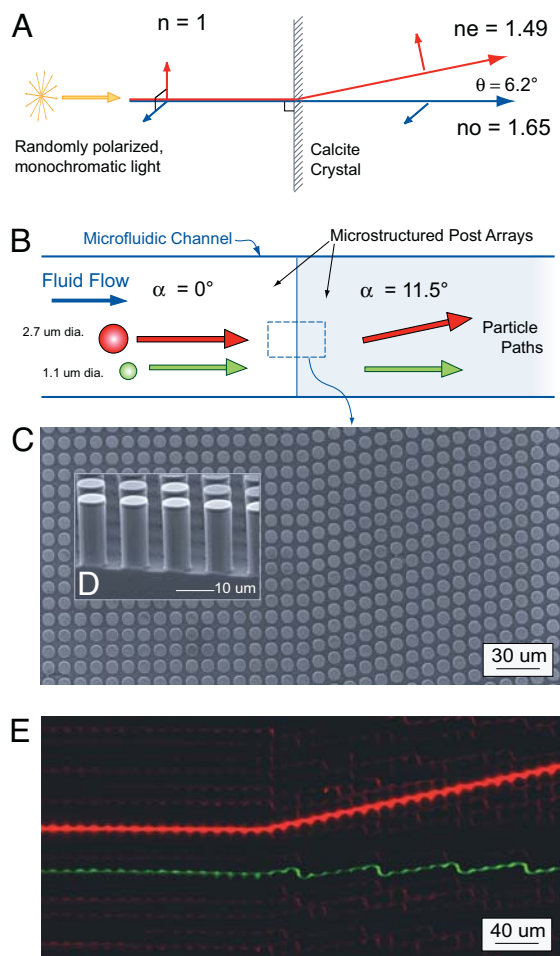 A
n = 1
ne = 1.49
θ = 6.2°
no = 1.65
Randomly polarized,
monochromatic light
Calcite
Crystal
B
Microfluidic Channel
Microstructured Post Arrays
Fluid Flow
α = 0°
α = 11.5°
2.7 um dia.
1.1 um dia.
Particle
Paths
C
D
10 um
30 um
E
40 um